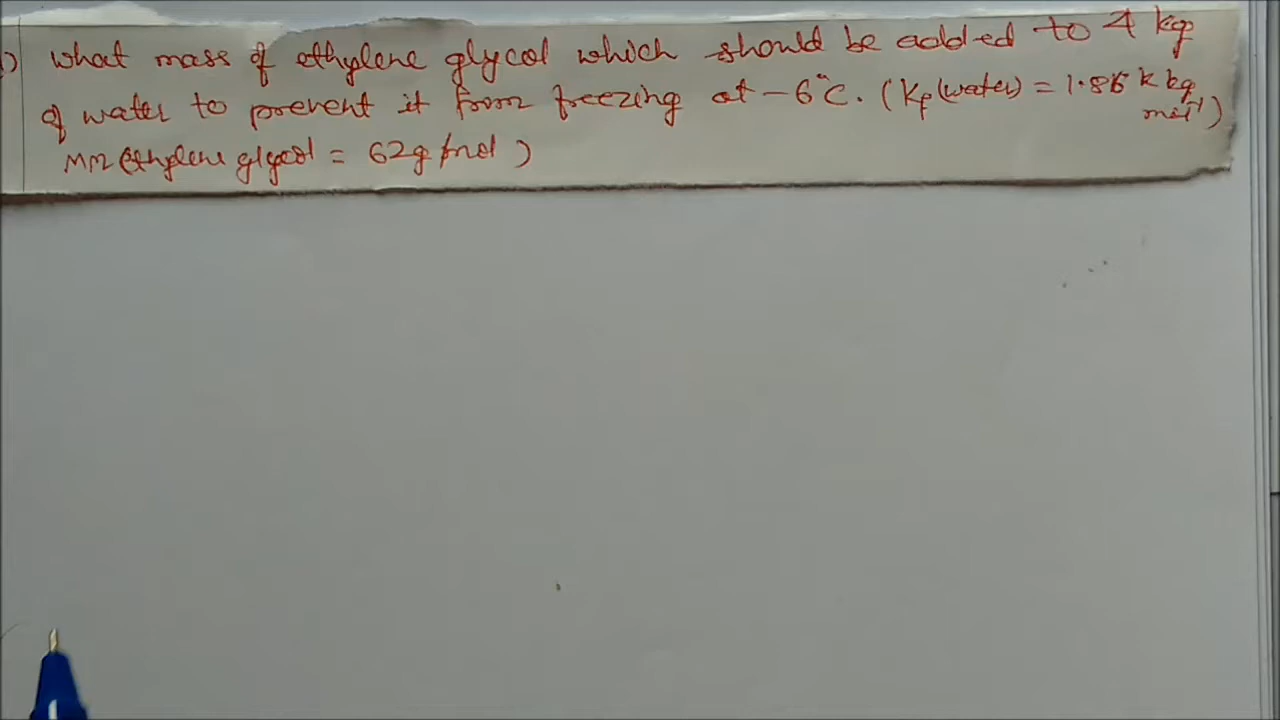 ) what mass of ethylene glycol which should be added to 4 kg
of water to prevent it from freezing at -6°C. (Kf(water) = 1.86 k kg
mol⁻¹)
MM(ethylene glycol = 62g/mol)